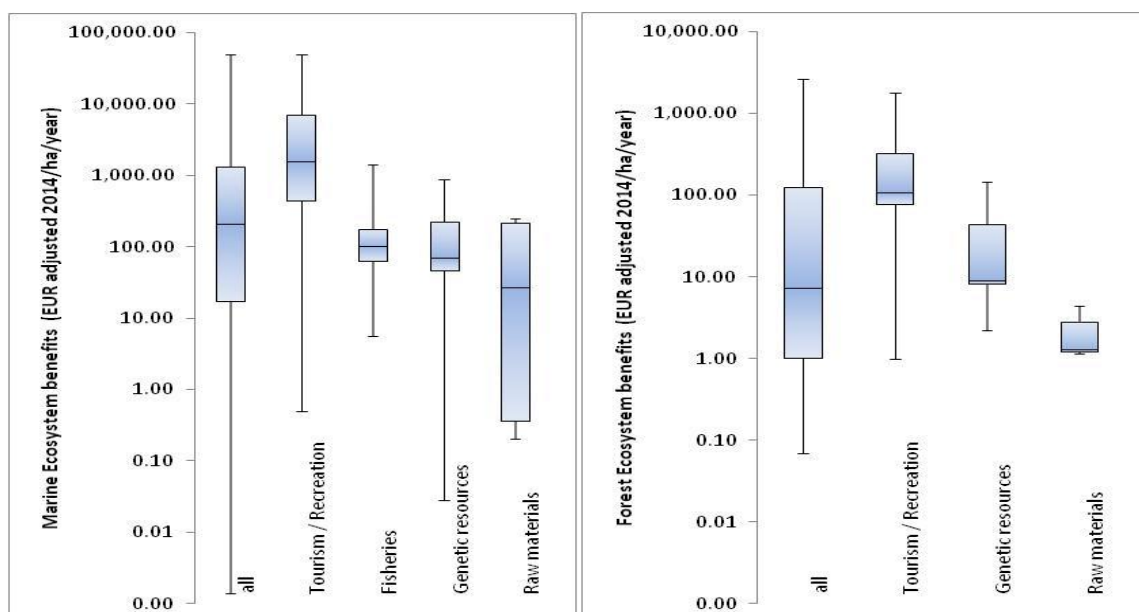 Marine Ecosystem benefits (EUR adjusted 2014/ha/year)
100,000.00
10,000.00
1,000.00
100.00
10.00
1.00
0.10
0.01
0.00
all
Tourism / Recreation
Fisheries
Genetic resources
Raw materials
Forest Ecosystem benefits (EUR adjusted 2014/ha/year)
10,000.00
1,000.00
100.00
10.00
1.00
0.10
0.01
0.00
all
Tourism / Recreation
Genetic resources
Raw materials